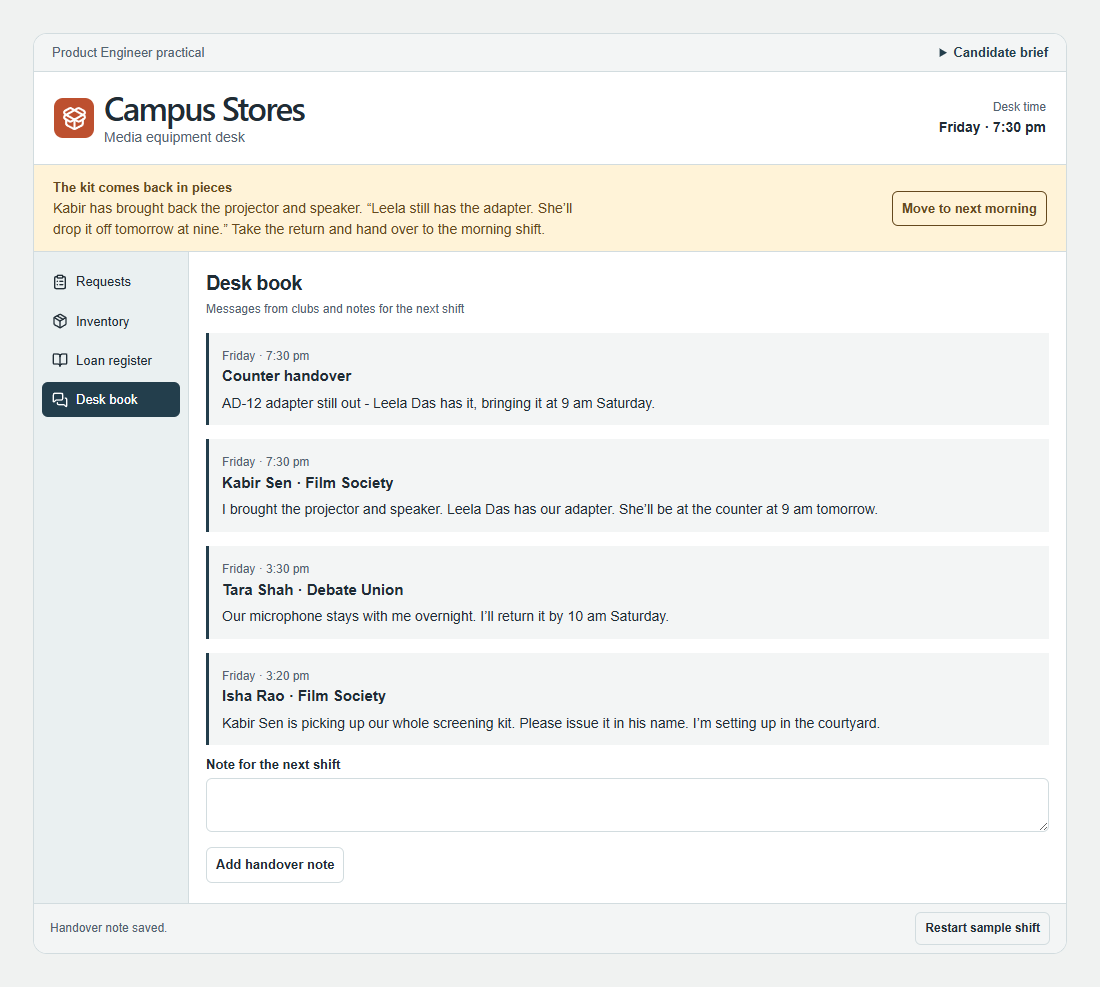 Product Engineer practical
Candidate brief
Campus Stores
Media equipment desk
Desk time
Friday · 7:30 pm
The kit comes back in pieces
Kabir has brought back the projector and speaker. “Leela still has the adapter. She’ll
drop it off tomorrow at nine.” Take the return and hand over to the morning shift.
Move to next morning
Requests
Inventory
Loan register
Desk book
Desk book
Messages from clubs and notes for the next shift
Friday · 7:30 pm
Counter handover
AD-12 adapter still out - Leela Das has it, bringing it at 9 am Saturday.
Friday · 7:30 pm
Kabir Sen · Film Society
I brought the projector and speaker. Leela Das has our adapter. She’ll be at the counter at 9 am tomorrow.
Friday · 3:30 pm
Tara Shah · Debate Union
Our microphone stays with me overnight. I’ll return it by 10 am Saturday.
Friday · 3:20 pm
Isha Rao · Film Society
Kabir Sen is picking up our whole screening kit. Please issue it in his name. I’m setting up in the courtyard.
Note for the next shift
Add handover note
Handover note saved.
Restart sample shift